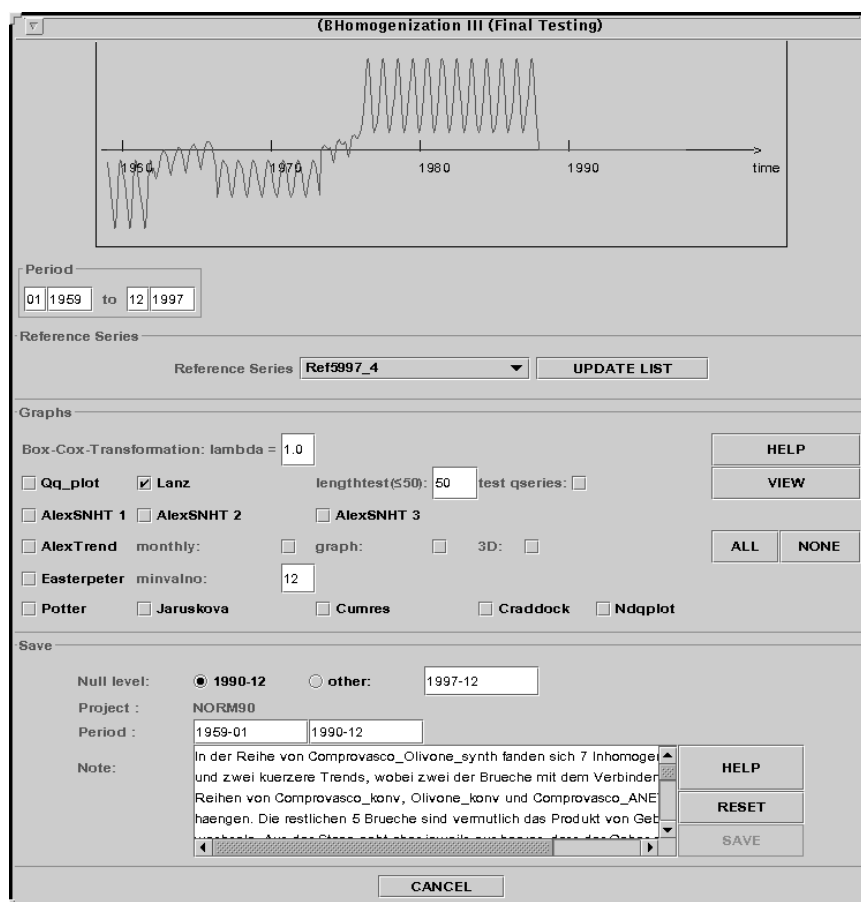 (BHomogenization III (Final Testing)
1960 1970 1980 1990 time
Period
01 1959 to 12 1997
Reference Series
Reference Series Ref5997_4 UPDATE LIST
Graphs
Box-Cox-Transformation: lambda = 1.0 HELP
Qq_plot Lanz lengthtest(≤50): 50 test qseries: VIEW
AlexSNHT 1 AlexSNHT 2 AlexSNHT 3
AlexTrend monthly: graph: 3D: ALL NONE
Easterpeter minvalno: 12
Potter Jaruskova Cumres Craddock Ndqplot
Save
Null level: 1990-12 other: 1997-12
Project : NORM90
Period : 1959-01 1990-12
Note:
In der Reihe von Comprovasco_Olivone_synth fanden sich 7 Inhomoge
und zwei kuerzere Trends, wobei zwei der Brueche mit dem Verbinden
Reihen von Comprovasco_konv, Olivone_konv und Comprovasco_ANE
haengen. Die restlichen 5 Brueche sind vermutlich das Produkt von Geb
HELP
RESET
SAVE
CANCEL